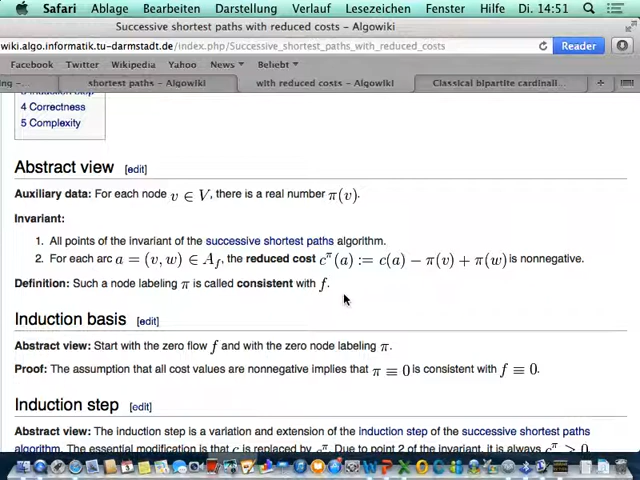 Safari Ablage Bearbeiten Darstellung Verlauf Lesezeichen Fenster Hilfe Di. 14:51
Successive shortest paths with reduced costs – Algowiki
wiki.algo.informatik.tu-darmstadt.de/index.php/Successive_shortest_paths_with_reduced_costs Reader
Facebook Twitter Wikipedia Yahoo News ▾ Beliebt ▾
shortest paths – Algowiki with reduced costs – Algowiki Classical bipartite cardinali...
4 Correctness
5 Complexity
Abstract view [edit]
Auxiliary data: For each node v ∈ V, there is a real number π(v).
Invariant:
1. All points of the invariant of the successive shortest paths algorithm.
2. For each arc a = (v, w) ∈ A_f, the reduced cost c^π(a) := c(a) − π(v) + π(w) is nonnegative.
Definition: Such a node labeling π is called consistent with f.
Induction basis [edit]
Abstract view: Start with the zero flow f and with the zero node labeling π.
Proof: The assumption that all cost values are nonnegative implies that π ≡ 0 is consistent with f ≡ 0.
Induction step [edit]
Abstract view: The induction step is a variation and extension of the induction step of the successive shortest paths
algorithm. The essential modification is that c is replaced by c^π. Due to point 2 of the invariant, it is always c^π ≥ 0.